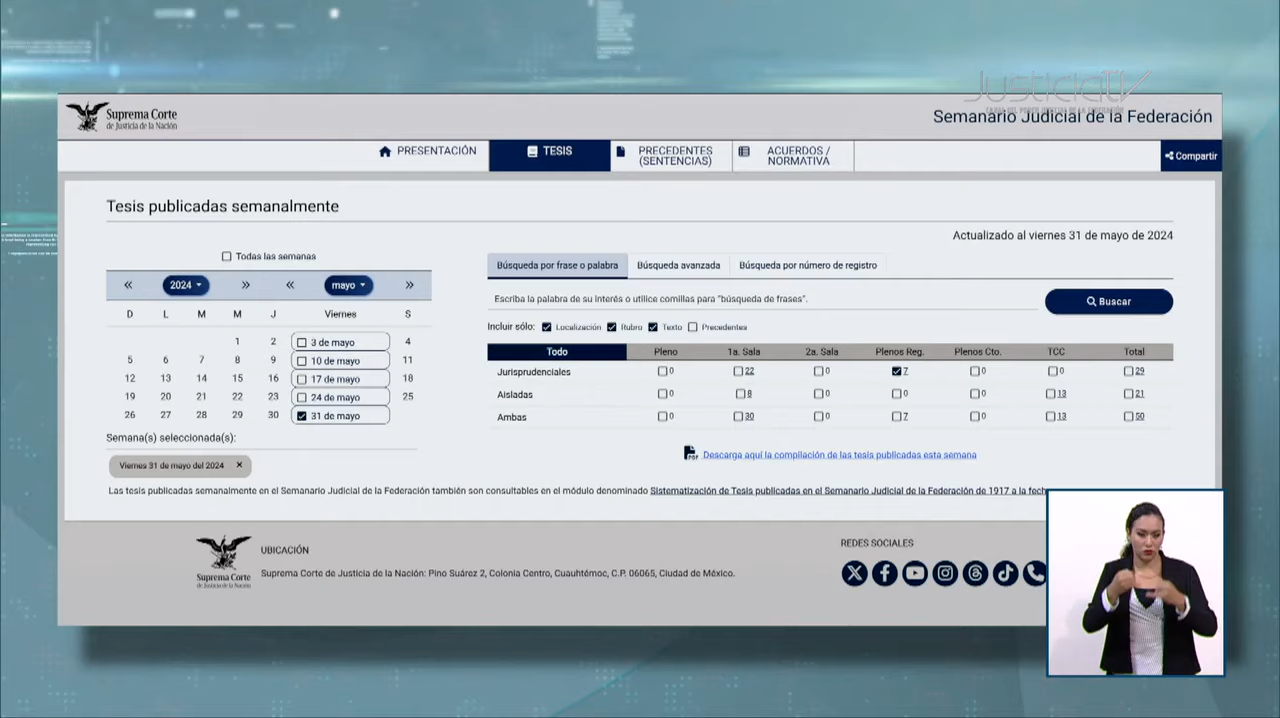 JusticiaTV
CANAL DEL PODER JUDICIAL DE LA FEDERACIÓN
Suprema Corte
de Justicia de la Nación
Semanario Judicial de la Federación
PRESENTACIÓN
TESIS
PRECEDENTES
(SENTENCIAS)
ACUERDOS /
NORMATIVA
Compartir
Tesis publicadas semanalmente
Actualizado al viernes 31 de mayo de 2024
Todas las semanas
« 2024 » « mayo »
D L M M J Viernes S
1 2 3 de mayo 4
5 6 7 8 9 10 de mayo 11
12 13 14 15 16 17 de mayo 18
19 20 21 22 23 24 de mayo 25
26 27 28 29 30 31 de mayo
Semana(s) seleccionada(s):
Viernes 31 de mayo del 2024 ×
Búsqueda por frase o palabra Búsqueda avanzada Búsqueda por número de registro
Escriba la palabra de su interés o utilice comillas para "búsqueda de frases".
Buscar
Incluir sólo: Localización Rubro Texto Precedentes
Todo Pleno 1a. Sala 2a. Sala Plenos Reg. Plenos Cto. TCC Total
Jurisprudenciales 0 22 0 7 0 0 29
Aisladas 0 8 0 0 0 13 21
Ambas 0 30 0 7 0 13 50
PDF
Descarga aquí la compilación de las tesis publicadas esta semana
Las tesis publicadas semanalmente en el Semanario Judicial de la Federación también son consultables en el módulo denominado Sistematización de Tesis publicadas en el Semanario Judicial de la Federación de 1917 a la fech
Suprema Corte
de Justicia de la Nación
UBICACIÓN
Suprema Corte de Justicia de la Nación: Pino Suárez 2, Colonia Centro, Cuauhtémoc, C.P. 06065, Ciudad de México.
REDES SOCIALES